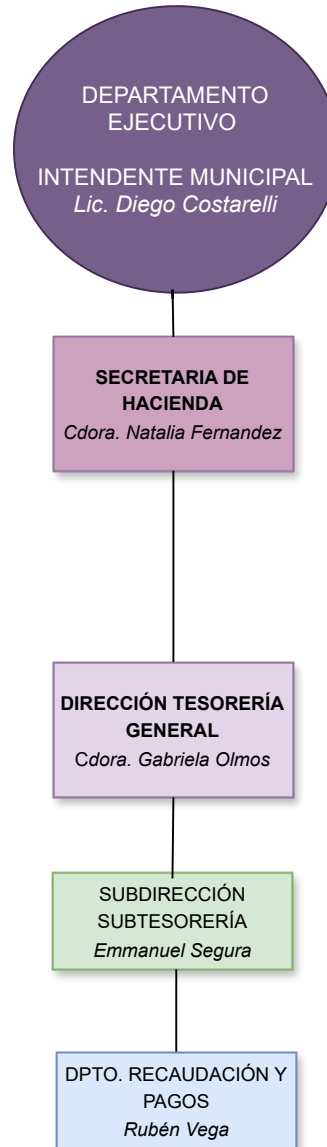 DEPARTAMENTO
EJECUTIVO
INTENDENTE MUNICIPAL
Lic. Diego Costarelli
SECRETARIA DE
HACIENDA
Cdora. Natalia Fernandez
DIRECCIÓN TESORERÍA
GENERAL
Cdora. Gabriela Olmos
SUBDIRECCIÓN
SUBTESORERÍA
Emmanuel Segura
DPTO. RECAUDACIÓN Y
PAGOS
Rubén Vega